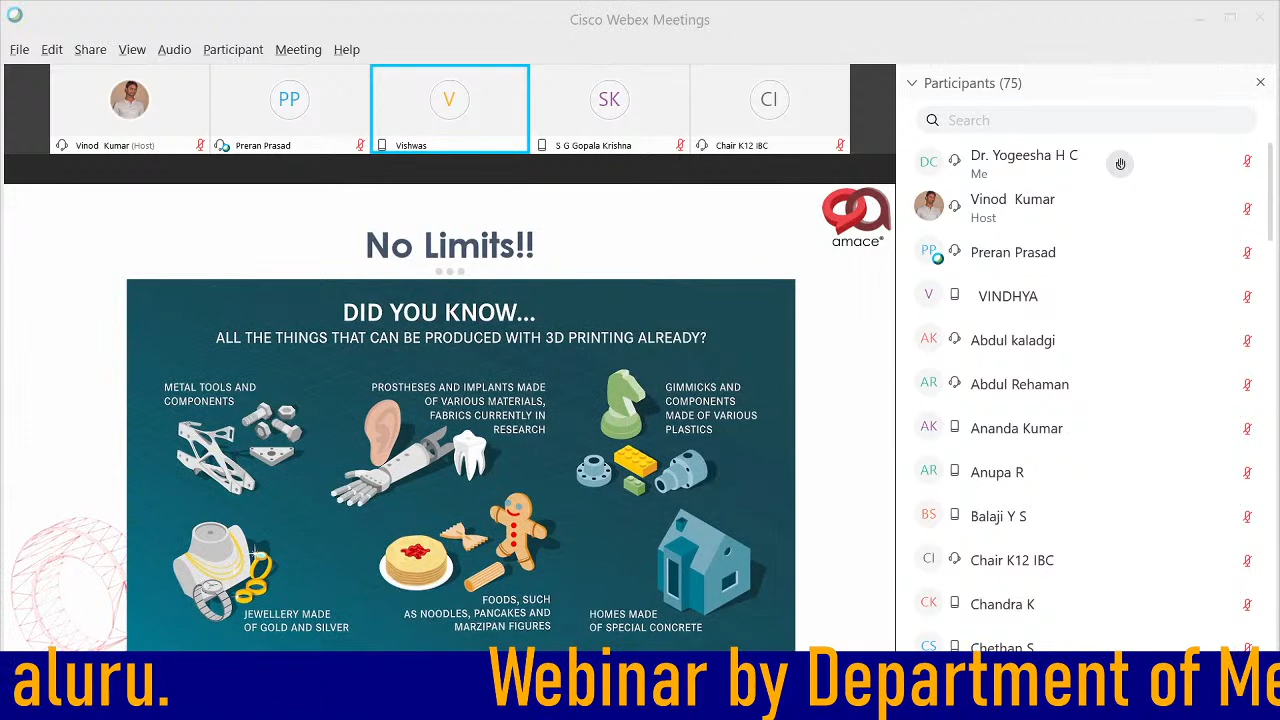 Cisco Webex Meetings
File Edit Share View Audio Participant Meeting Help
PP V SK CI
Vinod Kumar (Host) Preran Prasad Vishwas S G Gopala Krishna Chair K12 IBC
amace®
No Limits!!
DID YOU KNOW...
ALL THE THINGS THAT CAN BE PRODUCED WITH 3D PRINTING ALREADY?
METAL TOOLS AND
COMPONENTS
PROSTHESES AND IMPLANTS MADE
OF VARIOUS MATERIALS,
FABRICS CURRENTLY IN
RESEARCH
GIMMICKS AND
COMPONENTS
MADE OF VARIOUS
PLASTICS
JEWELLERY MADE
OF GOLD AND SILVER
FOODS, SUCH
AS NOODLES, PANCAKES AND
MARZIPAN FIGURES
HOMES MADE
OF SPECIAL CONCRETE
Participants (75)
Search
DC Dr. Yogeesha H C
Me
Vinod Kumar
Host
PP Preran Prasad
V VINDHYA
AK Abdul kaladgi
AR Abdul Rehaman
AK Ananda Kumar
AR Anupa R
BS Balaji Y S
CI Chair K12 IBC
CK Chandra K
CS Chethan S
aluru. Webinar by Department of Me